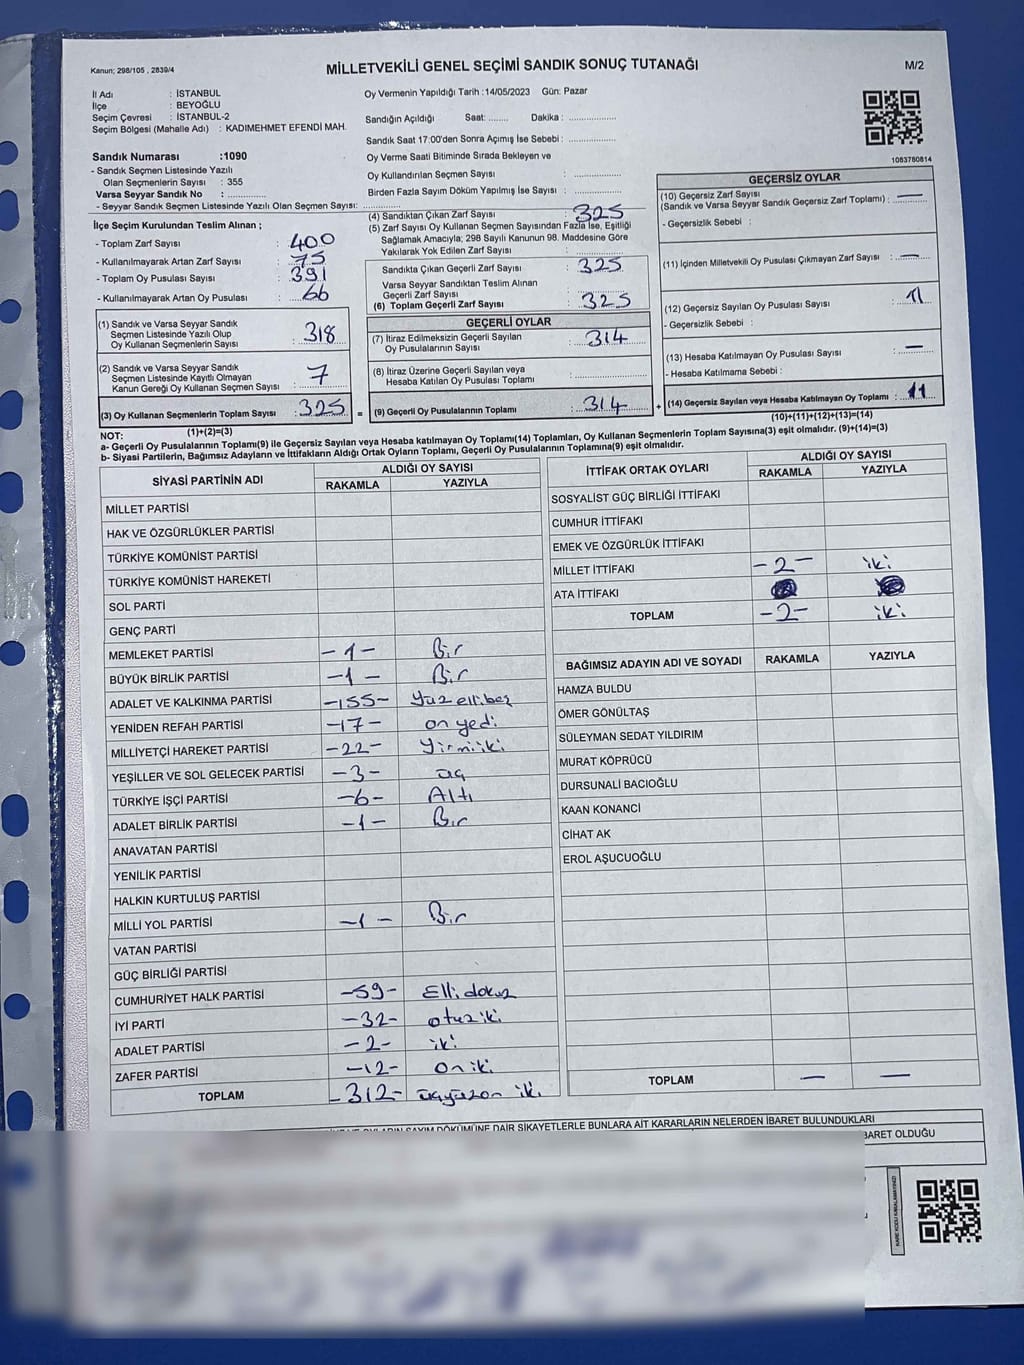 Kanun; 298/105 , 2839/4
MİLLETVEKİLİ GENEL SEÇİMİ SANDIK SONUÇ TUTANAĞI
M/2
İl Adı : İSTANBUL
İlçe : BEYOĞLU
Seçim Çevresi : İSTANBUL-2
Seçim Bölgesi (Mahalle Adı) : KADIMEHMET EFENDİ MAH.
Sandık Numarası :1090
- Sandık Seçmen Listesinde Yazılı
Olan Seçmenlerin Sayısı : 355
Varsa Seyyar Sandık No : ..............
- Seyyar Sandık Seçmen Listesinde Yazılı Olan Seçmen Sayısı: ..............
Oy Vermenin Yapıldığı Tarih :14/05/2023 Gün: Pazar
Sandığın Açıldığı Saat: ....... Dakika : ................
Sandık Saat 17:00'den Sonra Açımış İse Sebebi : ................
Oy Verme Saati Bitiminde Sırada Bekleyen ve
Oy Kullandırılan Seçmen Sayısı : ................
Birden Fazla Sayım Döküm Yapılmış İse Sayısı : ................
1083780814
İlçe Seçim Kurulundan Teslim Alınan ;
- Toplam Zarf Sayısı : 400
- Kullanılmayarak Artan Zarf Sayısı : 75
- Toplam Oy Pusulası Sayısı : 391
- Kullanılmayarak Artan Oy Pusulası : 66
(4) Sandıktan Çıkan Zarf Sayısı : 325
(5) Zarf Sayısı Oy Kullanan Seçmen Sayısından Fazla İse, Eşitliği
Sağlamak Amacıyla; 298 Sayılı Kanunun 98. Maddesine Göre
Yakılarak Yok Edilen Zarf Sayısı : ................
Sandıkta Çıkan Geçerli Zarf Sayısı : 325
Varsa Seyyar Sandıktan Teslim Alınan
Geçerli Zarf Sayısı : ................
(6) Toplam Geçerli Zarf Sayısı : 325
GEÇERSİZ OYLAR
(10) Geçersiz Zarf Sayısı
(Sandık ve Varsa Seyyar Sandık Geçersiz Zarf Toplamı) : —
- Geçersizlik Sebebi :
(11) İçinden Milletvekili Oy Pusulası Çıkmayan Zarf Sayısı : —
(12) Geçersiz Sayılan Oy Pusulası Sayısı : 11
- Geçersizlik Sebebi :
(13) Hesaba Katılmayan Oy Pusulası Sayısı : —
- Hesaba Katılmama Sebebi :
(14) Geçersiz Sayılan veya Hesaba Katılmayan Oy Toplamı : 11
(10)+(11)+(12)+(13)=(14)
(1) Sandık ve Varsa Seyyar Sandık
Seçmen Listesinde Yazılı Olup
Oy Kullanan Seçmenlerin Sayısı : 318
(2) Sandık ve Varsa Seyyar Sandık
Seçmen Listesinde Kayıtlı Olmayan
Kanun Gereği Oy Kullanan Seçmen Sayısı : 7
(3) Oy Kullanan Seçmenlerin Toplam Sayısı : 325 =
(1)+(2)=(3)
GEÇERLİ OYLAR
(7) İtiraz Edilmeksizin Geçerli Sayılan
Oy Pusulalarının Sayısı : 314
(8) İtiraz Üzerine Geçerli Sayılan veya
Hesaba Katılan Oy Pusulası Toplamı : ................
(9) Geçerli Oy Pusulalarının Toplamı : 314 +
NOT:
a- Geçerli Oy Pusulalarının Toplamı(9) ile Geçersiz Sayılan veya Hesaba katılmayan Oy Toplamı(14) Toplamları, Oy Kullanan Seçmenlerin Toplam Sayısına(3) eşit olmalıdır. (9)+(14)=(3)
b- Siyasi Partilerin, Bağımsız Adayların ve İttifakların Aldığı Ortak Oyların Toplamı, Geçerli Oy Pusulalarının Toplamına(9) eşit olmalıdır.
SİYASİ PARTİNİN ADI ALDIĞI OY SAYISI
RAKAMLA YAZIYLA
MİLLET PARTİSİ
HAK VE ÖZGÜRLÜKLER PARTİSİ
TÜRKİYE KOMÜNİST PARTİSİ
TÜRKİYE KOMÜNİST HAREKETİ
SOL PARTİ
GENÇ PARTİ
MEMLEKET PARTİSİ -1- Bir
BÜYÜK BİRLİK PARTİSİ -1- Bir
ADALET VE KALKINMA PARTİSİ -155- Yüzellibeş
YENİDEN REFAH PARTİSİ -17- on yedi
MİLLİYETÇİ HAREKET PARTİSİ -22- Yirmiiki
YEŞİLLER VE SOL GELECEK PARTİSİ -3- üç
TÜRKİYE İŞÇİ PARTİSİ -6- Altı
ADALET BİRLİK PARTİSİ -1- Bir
ANAVATAN PARTİSİ
YENİLİK PARTİSİ
HALKIN KURTULUŞ PARTİSİ
MİLLİ YOL PARTİSİ -1- Bir
VATAN PARTİSİ
GÜÇ BİRLİĞİ PARTİSİ
CUMHURİYET HALK PARTİSİ -59- Elli dokuz
İYİ PARTİ -32- otuz iki
ADALET PARTİSİ -2- iki
ZAFER PARTİSİ -12- on iki
TOPLAM -312- üçyüzon iki
İTTİFAK ORTAK OYLARI ALDIĞI OY SAYISI
RAKAMLA YAZIYLA
SOSYALİST GÜÇ BİRLİĞİ İTTİFAKI
CUMHUR İTTİFAKI
EMEK VE ÖZGÜRLÜK İTTİFAKI
MİLLET İTTİFAKI -2- iki
ATA İTTİFAKI
TOPLAM -2- iki
BAĞIMSIZ ADAYIN ADI VE SOYADI RAKAMLA YAZIYLA
HAMZA BULDU
ÖMER GÖNÜLTAŞ
SÜLEYMAN SEDAT YILDIRIM
MURAT KÖPRÜCÜ
DURSUNALİ BACIOĞLU
KAAN KONANCİ
CİHAT AK
EROL AŞUCUOĞLU
TOPLAM — —
OYLARIN SAYIM DÖKÜMÜNE DAİR ŞİKAYETLERLE BUNLARA AİT KARARLARIN NELERDEN İBARET BULUNDUKLARI
BARET OLDUĞU